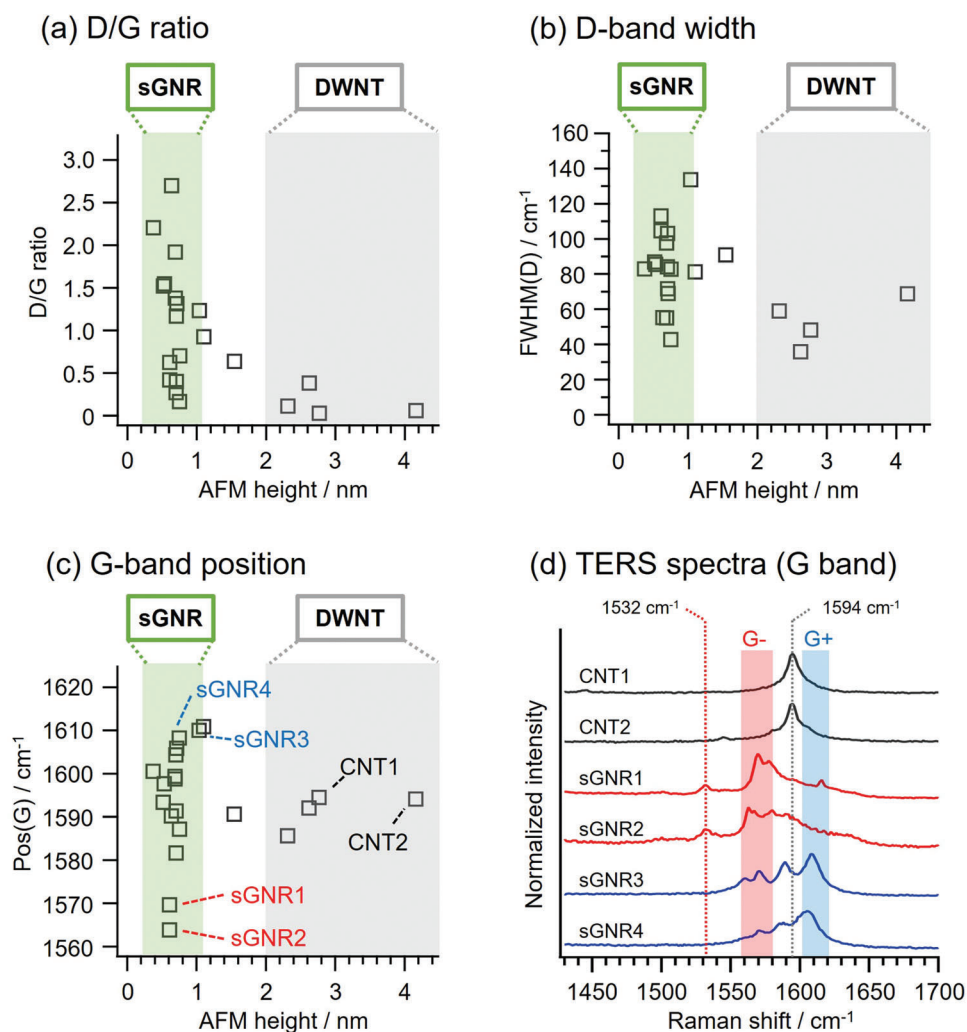 (a) D/G ratio
sGNR
DWNT
D/G ratio
3.0
2.5
2.0
1.5
1.0
0.5
0
0 1 2 3 4
AFM height / nm
(b) D-band width
sGNR
DWNT
FWHM(D) / cm⁻¹
160
140
120
100
80
60
40
20
0
0 1 2 3 4
AFM height / nm
(c) G-band position
sGNR
DWNT
Pos(G) / cm⁻¹
1620
1610
1600
1590
1580
1570
1560
sGNR4
sGNR3
CNT1
CNT2
sGNR1
sGNR2
0 1 2 3 4
AFM height / nm
(d) TERS spectra (G band)
1532 cm⁻¹ 1594 cm⁻¹
G- G+
Normalized intensity
CNT1
CNT2
sGNR1
sGNR2
sGNR3
sGNR4
1500 1600 1700
1400 1500 1600 1700
Raman shift / cm⁻¹